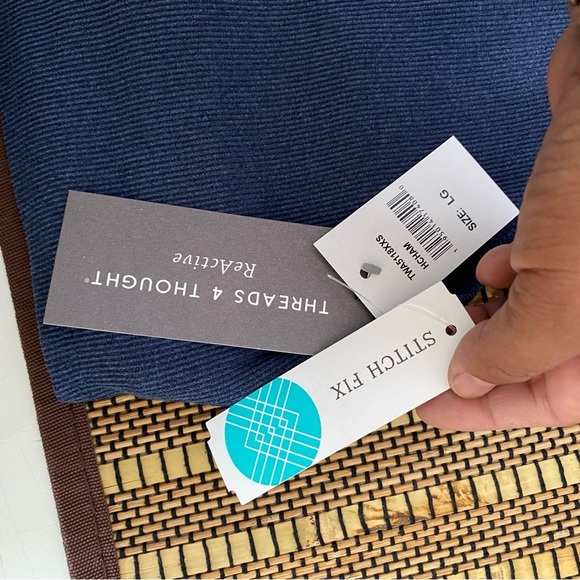 THREADS 4 THOUGHT®
ReActive
TWA5118XXS
HCHAM
SIZE: LG
STITCH FIX